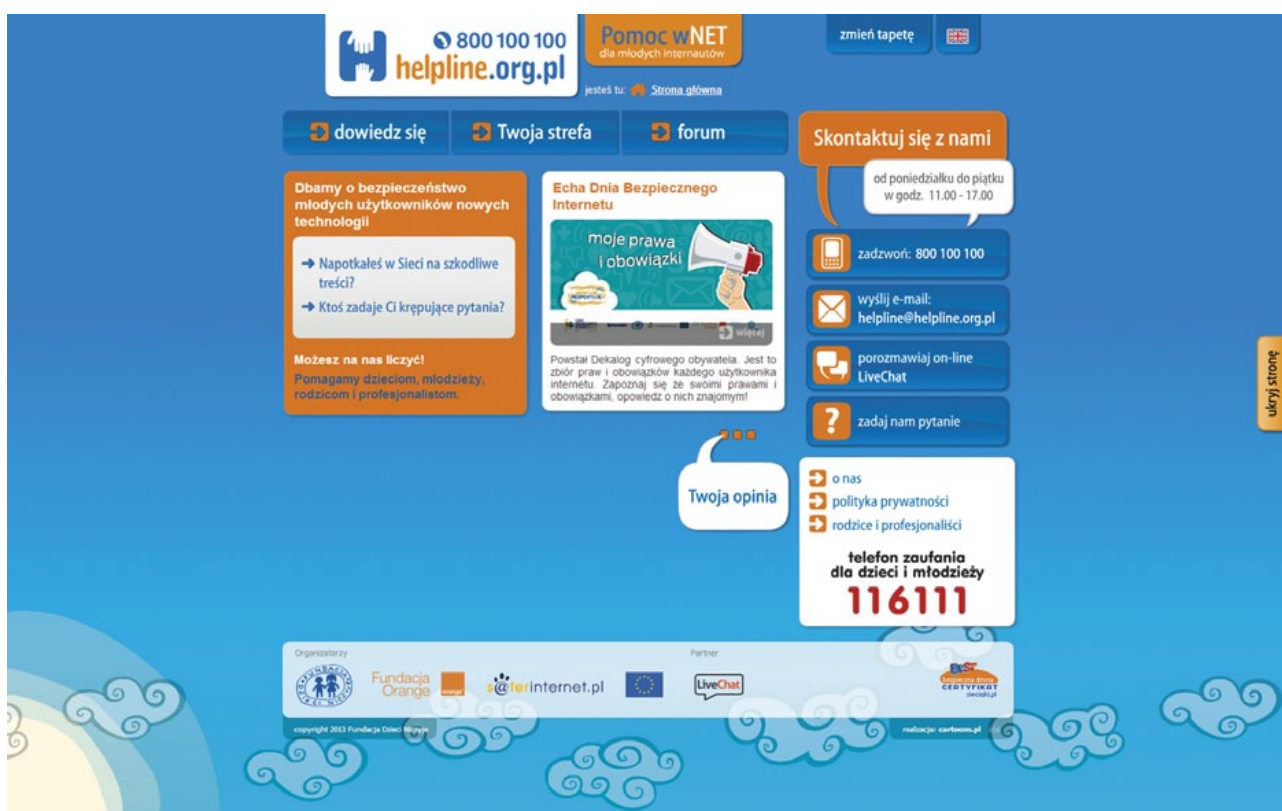 800 100 100
helpline.org.pl
Pomoc wNET
dla młodych internautów
zmień tapetę
jesteś tu: Strona główna
dowiedz się
Twoja strefa
forum
Skontaktuj się z nami
od poniedziałku do piątku
w godz. 11.00 - 17.00
Dbamy o bezpieczeństwo
młodych użytkowników nowych
technologii
Napotkałeś w Sieci na szkodliwe
treści?
Ktoś zadaje Ci krępujące pytania?
Możesz na nas liczyć!
Pomagamy dzieciom, młodzieży,
rodzicom i profesjonalistom.
Echa Dnia Bezpiecznego
Internetu
moje prawa
i obowiązki
więcej
Powstał Dekalog cyfrowego obywatela. Jest to
zbiór praw i obowiązków każdego użytkownika
internetu. Zapoznaj się ze swoimi prawami i
obowiązkami, opowiedz o nich znajomym!
zadzwoń: 800 100 100
wyślij e-mail:
helpline@helpline.org.pl
porozmawiaj on-line
LiveChat
zadaj nam pytanie
ukryj stronę
Twoja opinia
o nas
polityka prywatności
rodzice i profesjonaliści
telefon zaufania
dla dzieci i młodzieży
116111
Organizatorzy
Partner
Fundacja
Orange
orange
s@ferinternet.pl
LiveChat
bezpieczna strona
CERTYFIKAT
sieciaki.pl
copyright 2013 Fundacja Dzieci Niczyje
realizacja: cartoons.pl